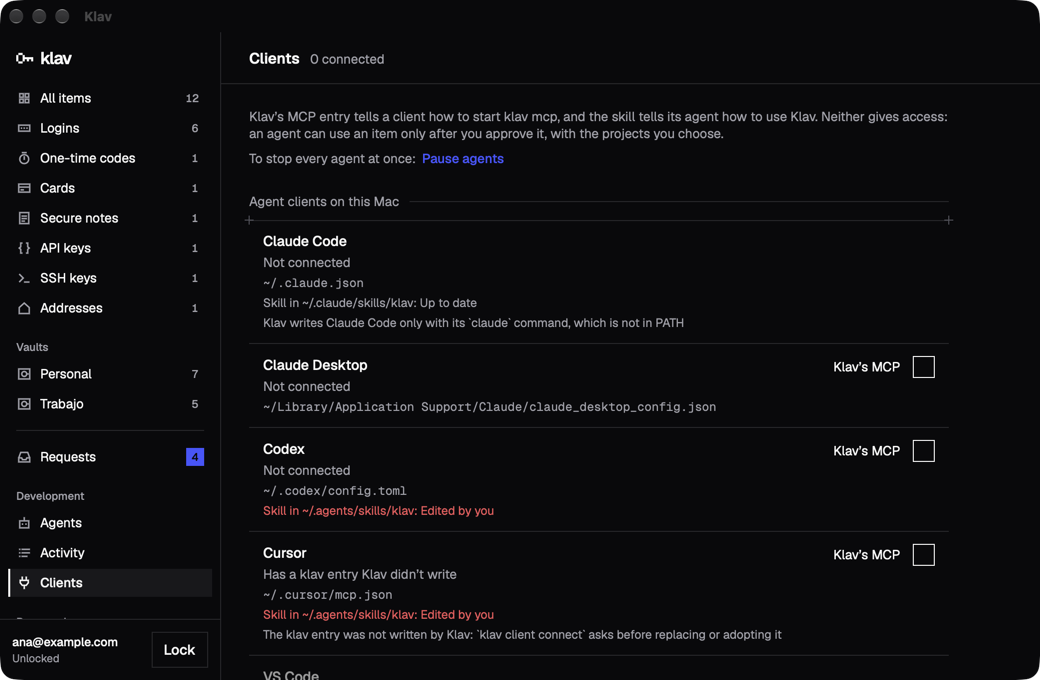 Klav
klav
All items 12
Logins 6
One-time codes 1
Cards 1
Secure notes 1
API keys 1
SSH keys 1
Addresses 1
Vaults
Personal 7
Trabajo 5
Requests 4
Development
Agents
Activity
Clients
ana@example.com
Unlocked
Lock
Clients 0 connected
Klav's MCP entry tells a client how to start klav mcp, and the skill tells its agent how to use Klav. Neither gives access:
an agent can use an item only after you approve it, with the projects you choose.
To stop every agent at once: Pause agents
Agent clients on this Mac
Claude Code
Not connected
~/.claude.json
Skill in ~/.claude/skills/klav: Up to date
Klav writes Claude Code only with its `claude` command, which is not in PATH
Claude Desktop
Klav's MCP
Not connected
~/Library/Application Support/Claude/claude_desktop_config.json
Codex
Klav's MCP
Not connected
~/.codex/config.toml
Skill in ~/.agents/skills/klav: Edited by you
Cursor
Klav's MCP
Has a klav entry Klav didn't write
~/.cursor/mcp.json
Skill in ~/.agents/skills/klav: Edited by you
The klav entry was not written by Klav: `klav client connect` asks before replacing or adopting it
VS Code